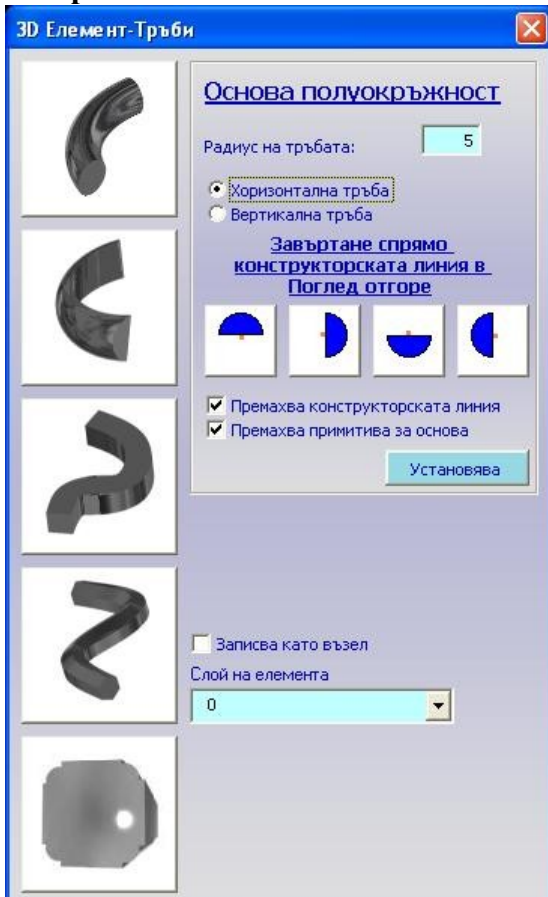 3D Елемент-Тръби
Основа полуокръжност
Радиус на тръбата:
5
Хоризонтална тръба
Вертикална тръба
Завъртане спрямо
конструкторската линия в
Поглед отгоре
Премахва конструкторската линия
Премахва примитива за основа
Установява
Записва като възел
Слой на елемента
0